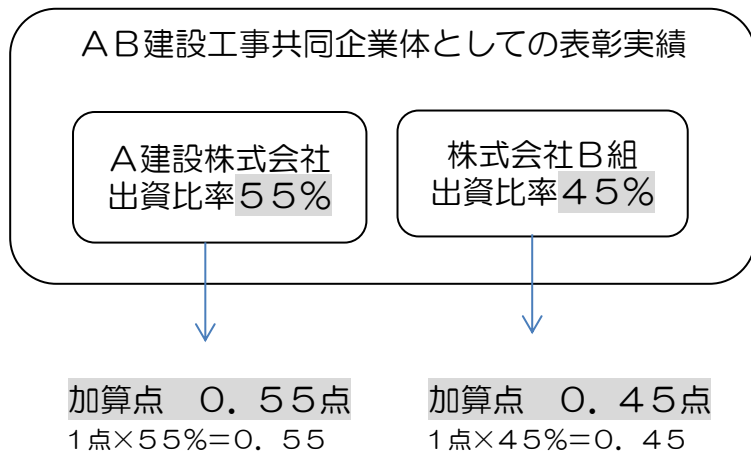 ＡＢ建設工事共同企業体としての表彰実績
Ａ建設株式会社
出資比率５５％
株式会社Ｂ組
出資比率４５％
加算点　０．５５点
１点×５５％＝０．５５
加算点　０．４５点
１点×４５％＝０．４５